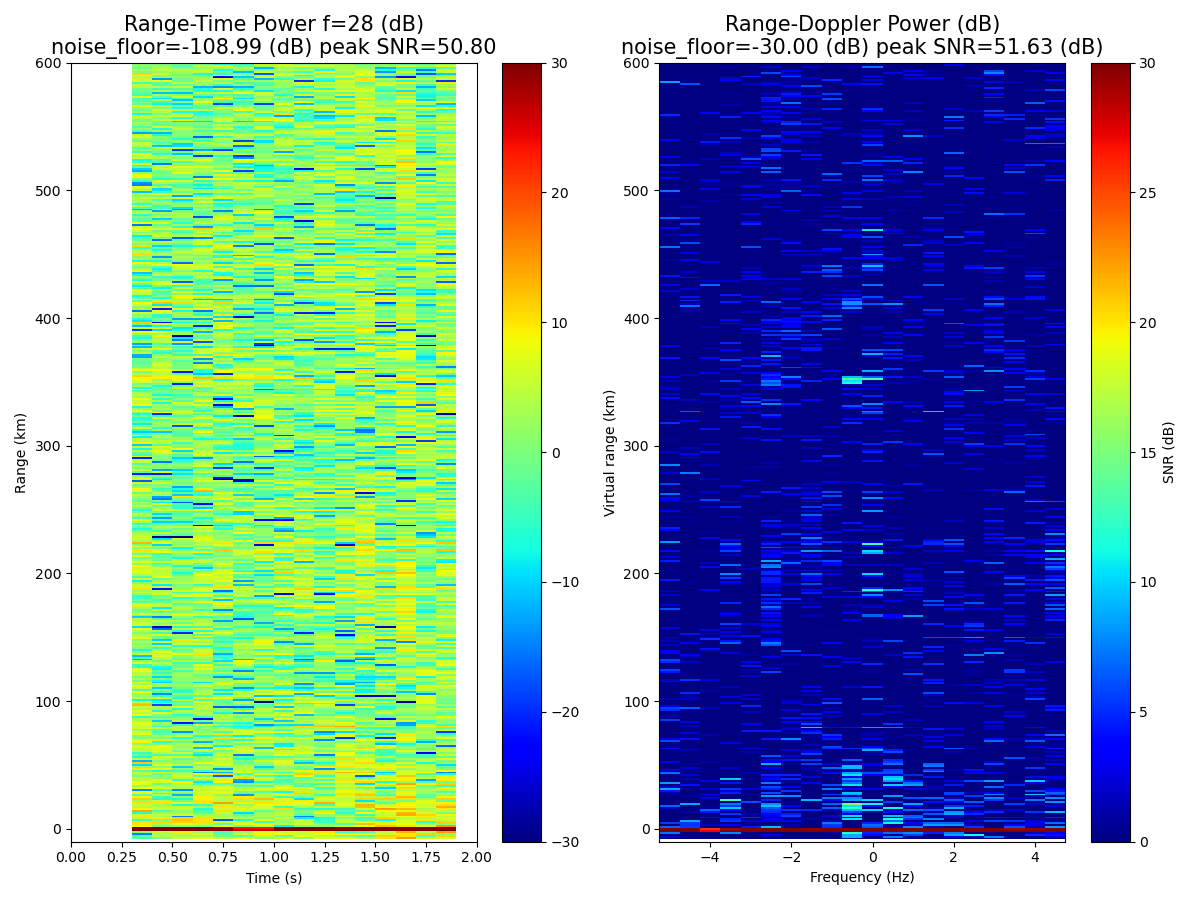 Range-Time Power f=28 (dB)
noise_floor=-108.99 (dB) peak SNR=50.80
Range-Doppler Power (dB)
noise_floor=-30.00 (dB) peak SNR=51.63 (dB)
600
500
400
300
200
100
0
Range (km)
0.00 0.25 0.50 0.75 1.00 1.25 1.50 1.75 2.00
Time (s)
30
20
10
0
−10
−20
−30
600
500
400
300
200
100
0
Virtual range (km)
−4 −2 0 2 4
Frequency (Hz)
30
25
20
15
10
5
0
SNR (dB)